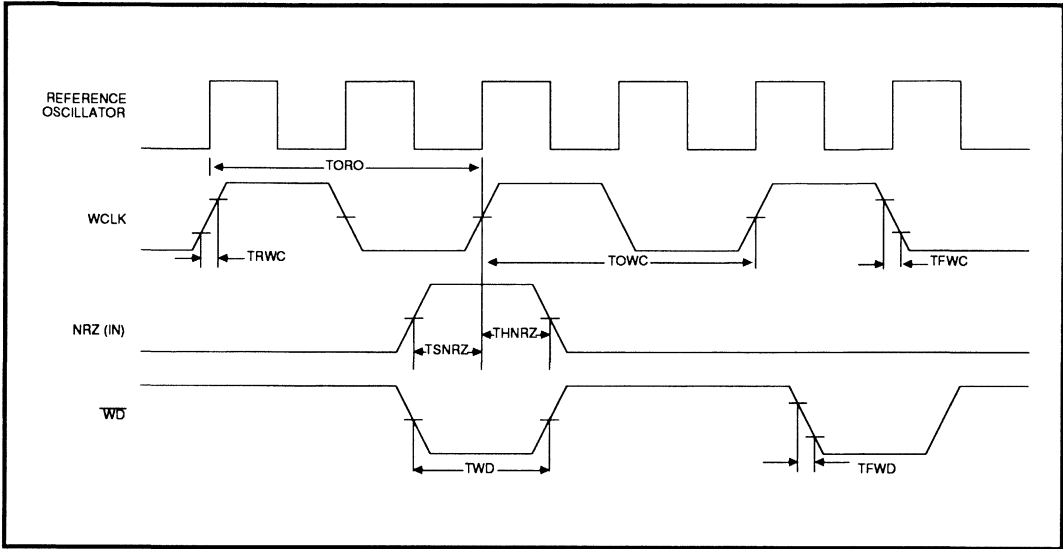 REFERENCE
OSCILLATOR
TORO
WCLK
TRWC
TOWC
TFWC
NRZ (IN)
TSNRZ
THNRZ
WD
TWD
TFWD